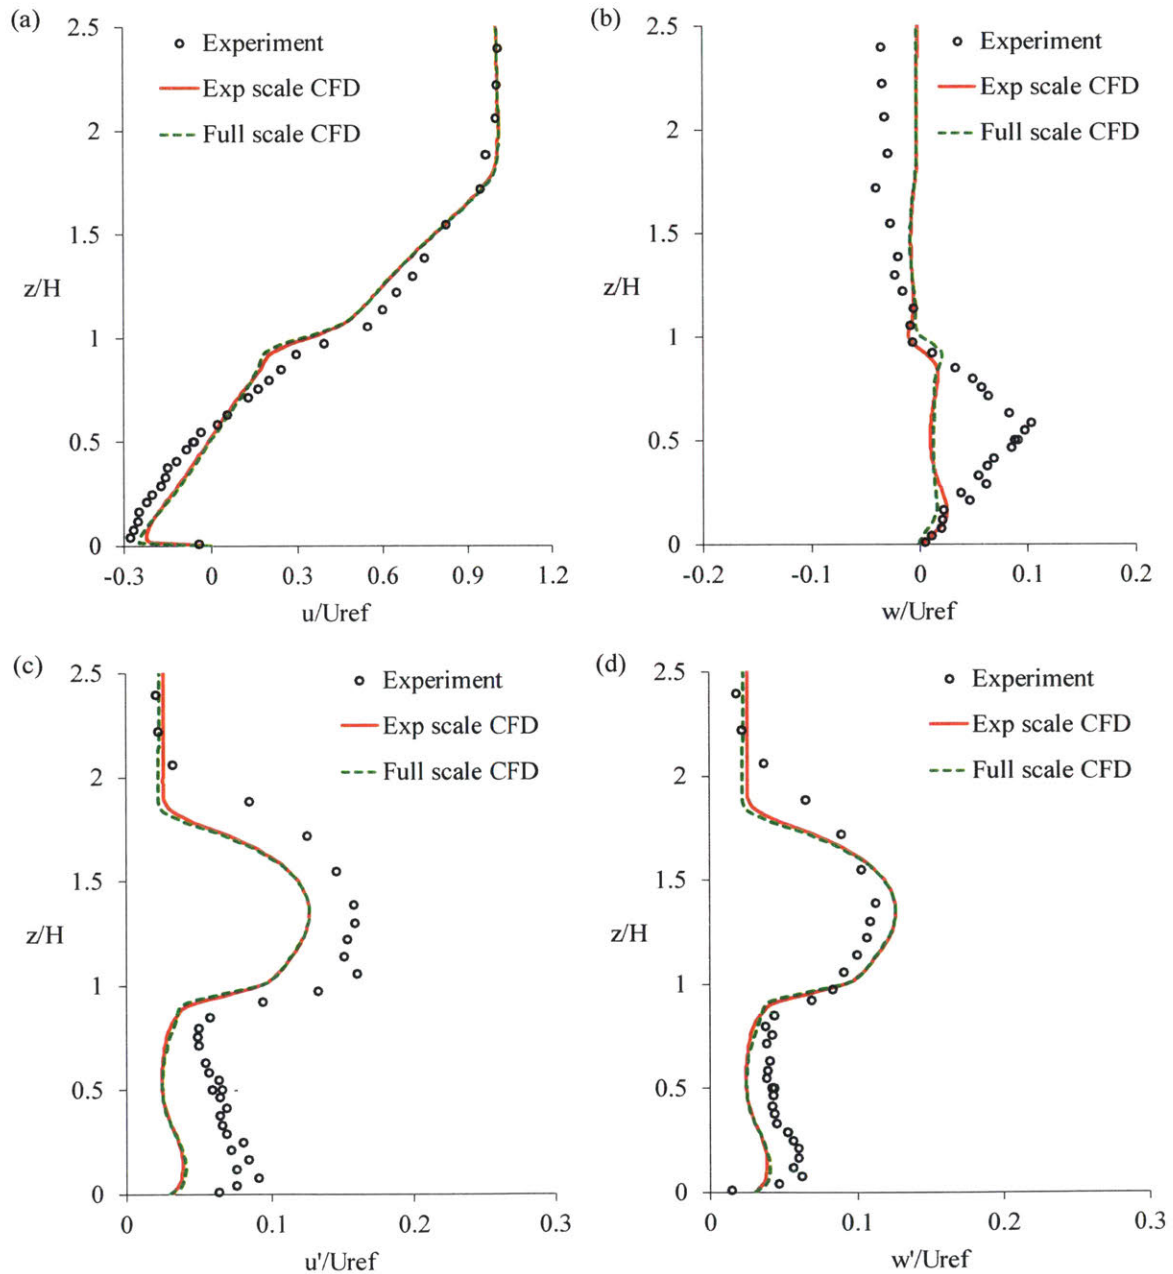 (a)
2.5
Experiment
Exp scale CFD
2
Full scale CFD
1.5
z/H
1
0.5
0
-0.3 0 0.3 0.6 0.9 1.2
u/Uref
(b)
2.5
Experiment
Exp scale CFD
2
Full scale CFD
1.5
z/H
1
0.5
0
-0.2 -0.1 0 0.1 0.2
w/Uref
(c)
2.5
Experiment
Exp scale CFD
2
Full scale CFD
1.5
z/H
1
0.5
0
0 0.1 0.2 0.3
u'/Uref
(d)
2.5
Experiment
Exp scale CFD
2
Full scale CFD
1.5
z/H
1
0.5
0
0 0.1 0.2 0.3
w'/Uref